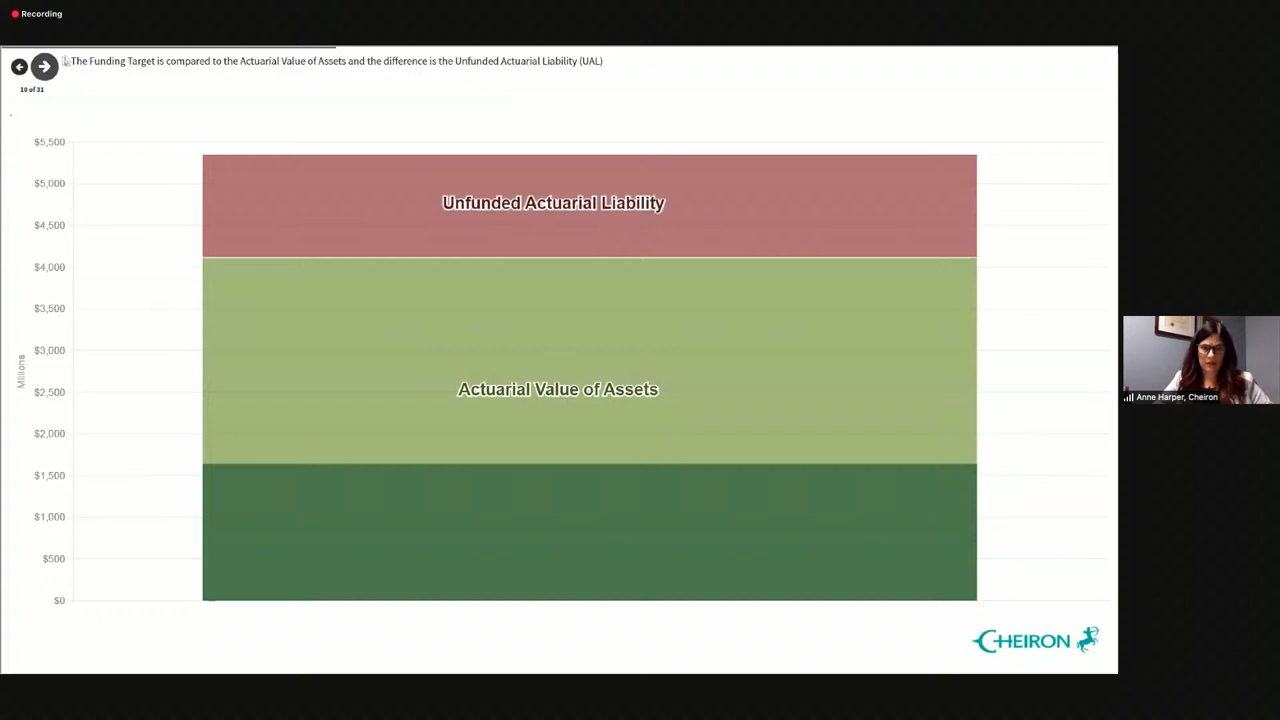 Recording
The Funding Target is compared to the Actuarial Value of Assets and the difference is the Unfunded Actuarial Liability (UAL)
10 of 31
$5,500
$5,000
$4,500
$4,000
$3,500
$3,000
$2,500
$2,000
$1,500
$1,000
$500
$0
Millions
Unfunded Actuarial Liability
Actuarial Value of Assets
CHEIRON
Anne Harper, Cheiron